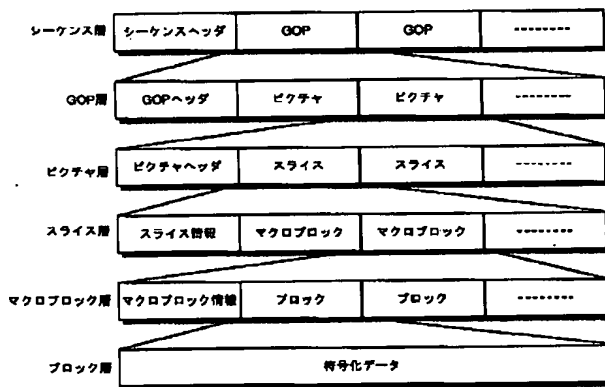 シーケンス層 シーケンスヘッダ GOP GOP --------
GOP層 GOPヘッダ ピクチャ ピクチャ --------
ピクチャ層 ピクチャヘッダ スライス スライス --------
スライス層 スライス情報 マクロブロック マクロブロック --------
マクロブロック層 マクロブロック情報 ブロック ブロック --------
ブロック層 符号化データ